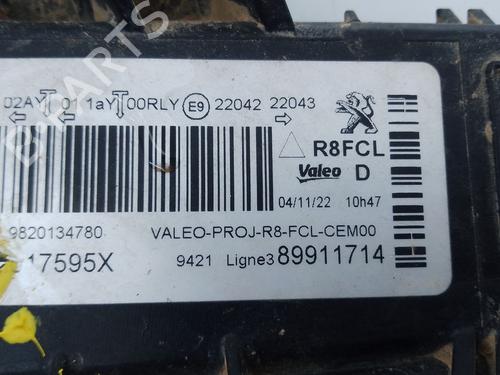 02AY 01 1aY 00RLY E9 22042 22043
R8FCL
Valeo D
04/11/22 10h47
9820134780 VALEO-PROJ-R8-FCL-CEM00
17595X 9421 Ligne3 89911714
B-PARTS